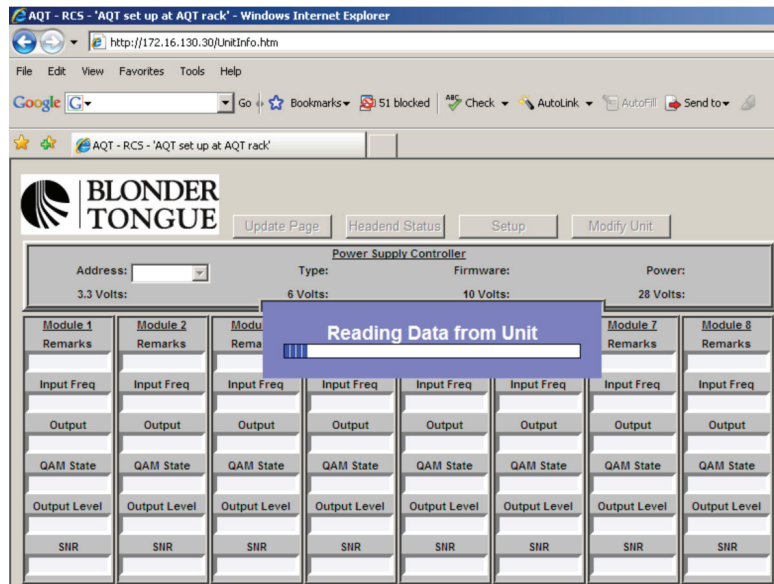 AQT - RCS - 'AQT set up at AQT rack' - Windows Internet Explorer
http://172.16.130.30/UnitInfo.htm
File Edit View Favorites Tools Help
Google G Go Bookmarks 51 blocked ABC Check AutoLink AutoFill Send to
AQT - RCS - 'AQT set up at AQT rack'
BLONDER
TONGUE
Update Page Headend Status Setup Modify Unit
Power Supply Controller
Address: Type: Firmware: Power:
3.3 Volts: 6 Volts: 10 Volts: 28 Volts:
Reading Data from Unit
Module 1 Module 2 Modu Module 7 Module 8
Remarks Remarks Rema Remarks Remarks
Input Freq Input Freq Input Freq Input Freq Input Freq Input Freq Input Freq Input Freq
Output Output Output Output Output Output Output Output
QAM State QAM State QAM State QAM State QAM State QAM State QAM State QAM State
Output Level Output Level Output Level Output Level Output Level Output Level Output Level Output Level
SNR SNR SNR SNR SNR SNR SNR SNR